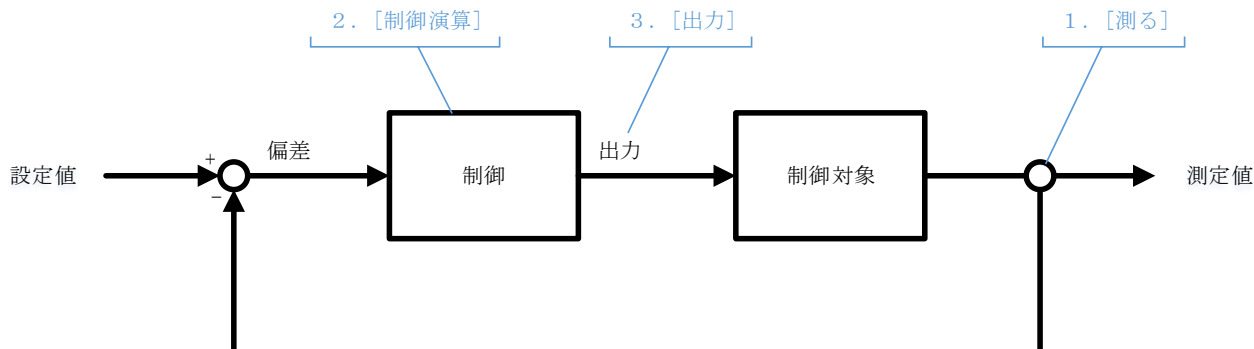 ２．[制御演算]
３．[出力]
１．[測る]
設定値
+
−
偏差
制御
出力
制御対象
測定値